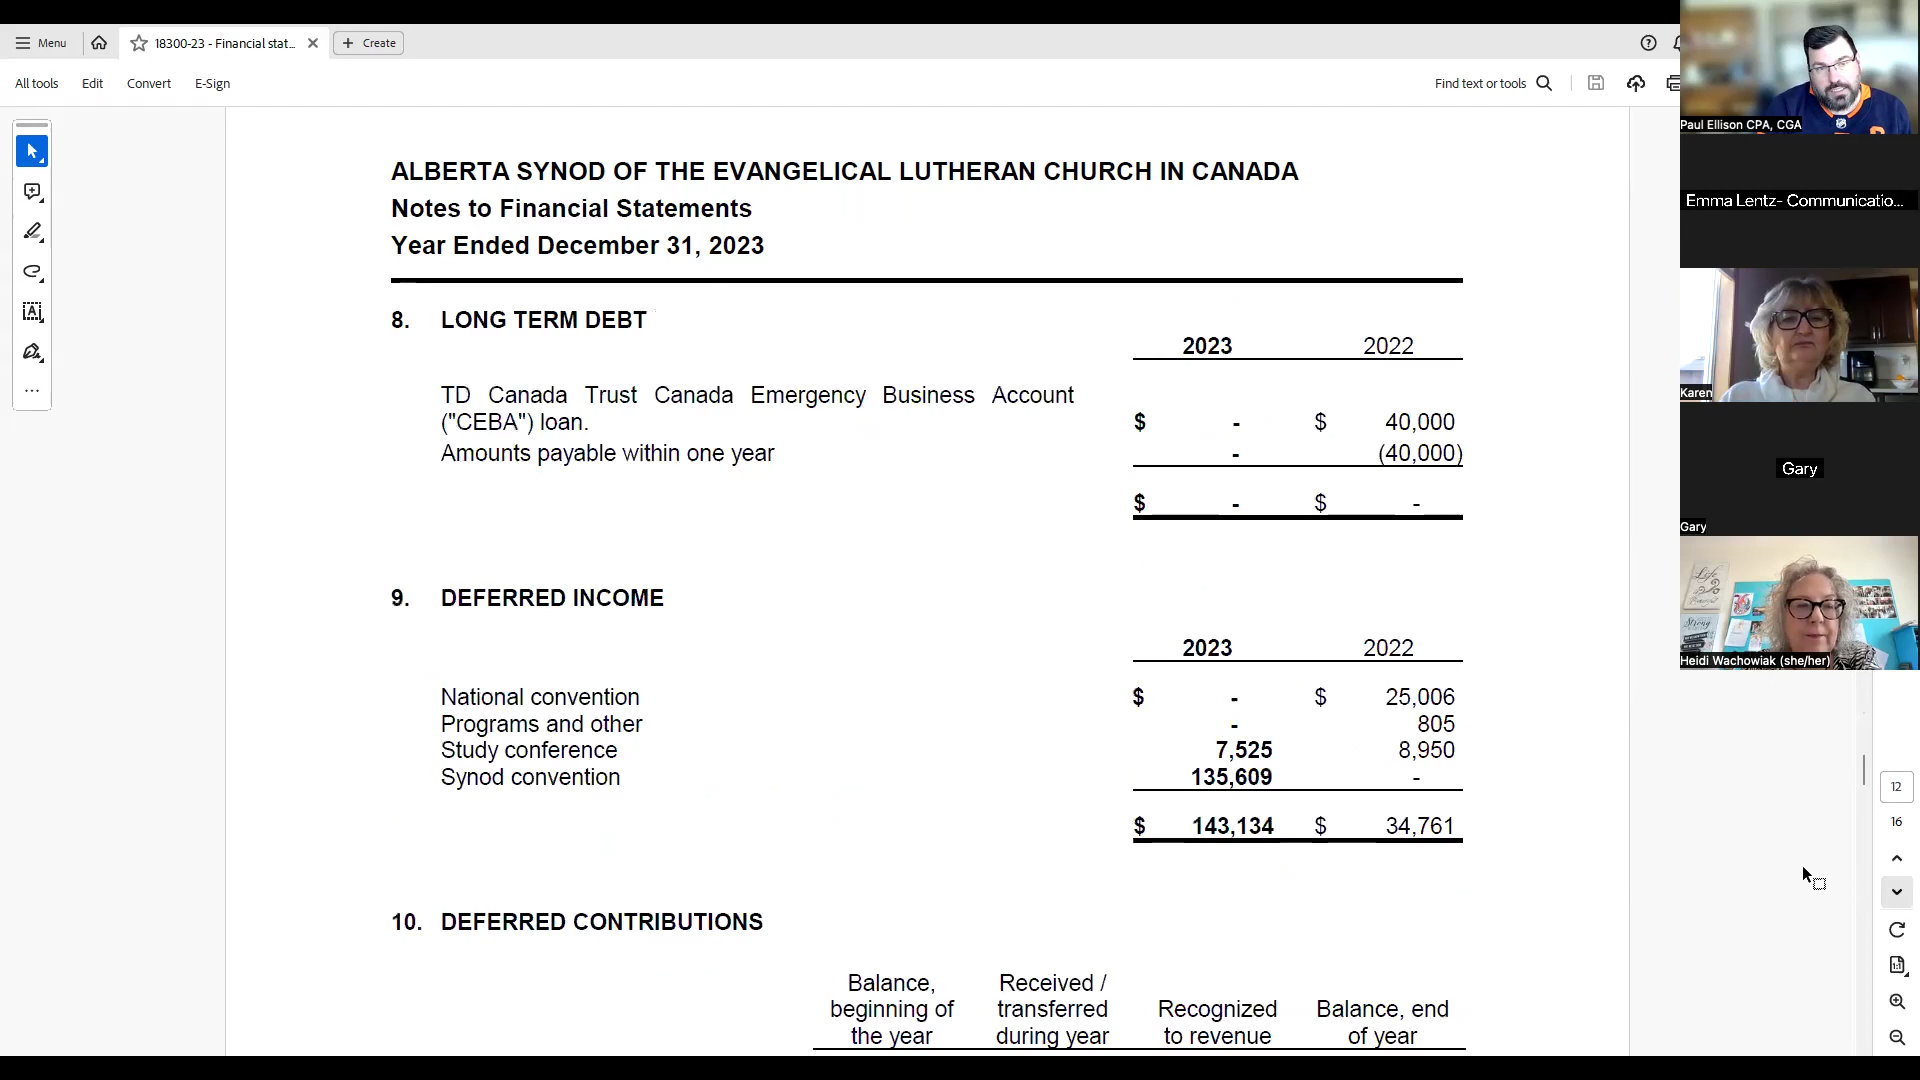 Menu
18300-23 - Financial stat...
Create
All tools
Edit
Convert
E-Sign
Find text or tools
ALBERTA SYNOD OF THE EVANGELICAL LUTHERAN CHURCH IN CANADA
Notes to Financial Statements
Year Ended December 31, 2023
8. LONG TERM DEBT
2023 2022
TD Canada Trust Canada Emergency Business Account
("CEBA") loan. $ - $ 40,000
Amounts payable within one year - (40,000)
$ - $ -
9. DEFERRED INCOME
2023 2022
National convention $ - $ 25,006
Programs and other - 805
Study conference 7,525 8,950
Synod convention 135,609 -
$ 143,134 $ 34,761
10. DEFERRED CONTRIBUTIONS
Balance, Received /
beginning of transferred Recognized Balance, end
the year during year to revenue of year
12
16
Paul Ellison CPA, CGA
Emma Lentz- Communicatio...
Karen
Gary
Gary
Life
Strong
Heidi Wachowiak (she/her)